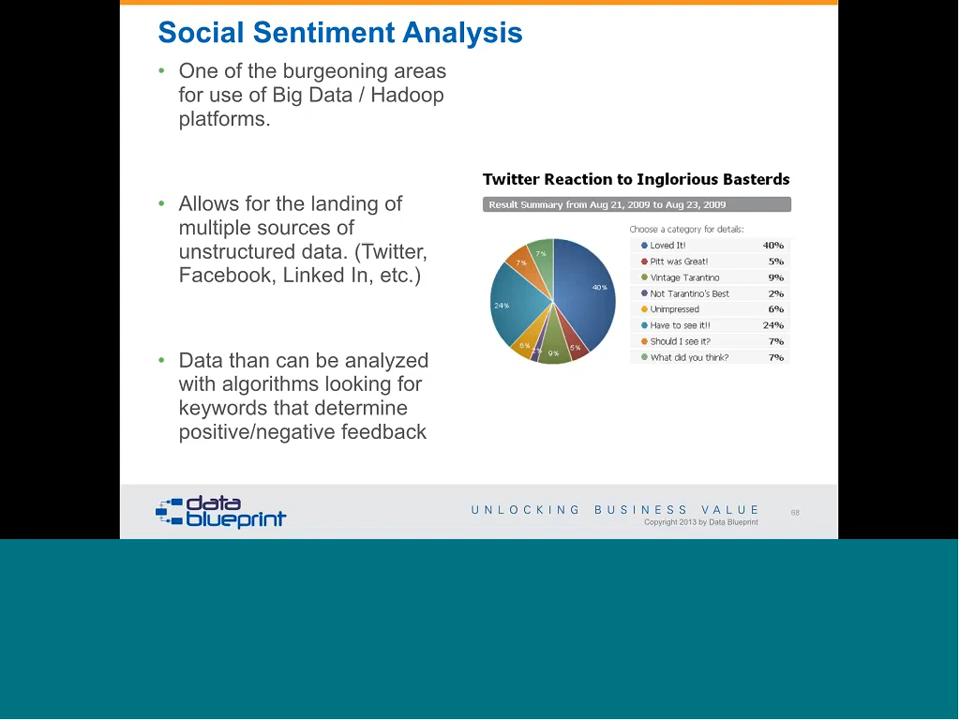 Social Sentiment Analysis
• One of the burgeoning areas
for use of Big Data / Hadoop
platforms.
• Allows for the landing of
multiple sources of
unstructured data. (Twitter,
Facebook, Linked In, etc.)
• Data than can be analyzed
with algorithms looking for
keywords that determine
positive/negative feedback
Twitter Reaction to Inglorious Basterds
Result Summary from Aug 21, 2009 to Aug 23, 2009
Choose a category for details:
Loved It! 40%
Pitt was Great! 5%
Vintage Tarantino 9%
Not Tarantino's Best 2%
Unimpressed 6%
Have to see it!! 24%
Should I see it? 7%
What did you think? 7%
7%
7%
40%
24%
6%
9%
5%
data
blueprint
UNLOCKING BUSINESS VALUE
Copyright 2013 by Data Blueprint
68